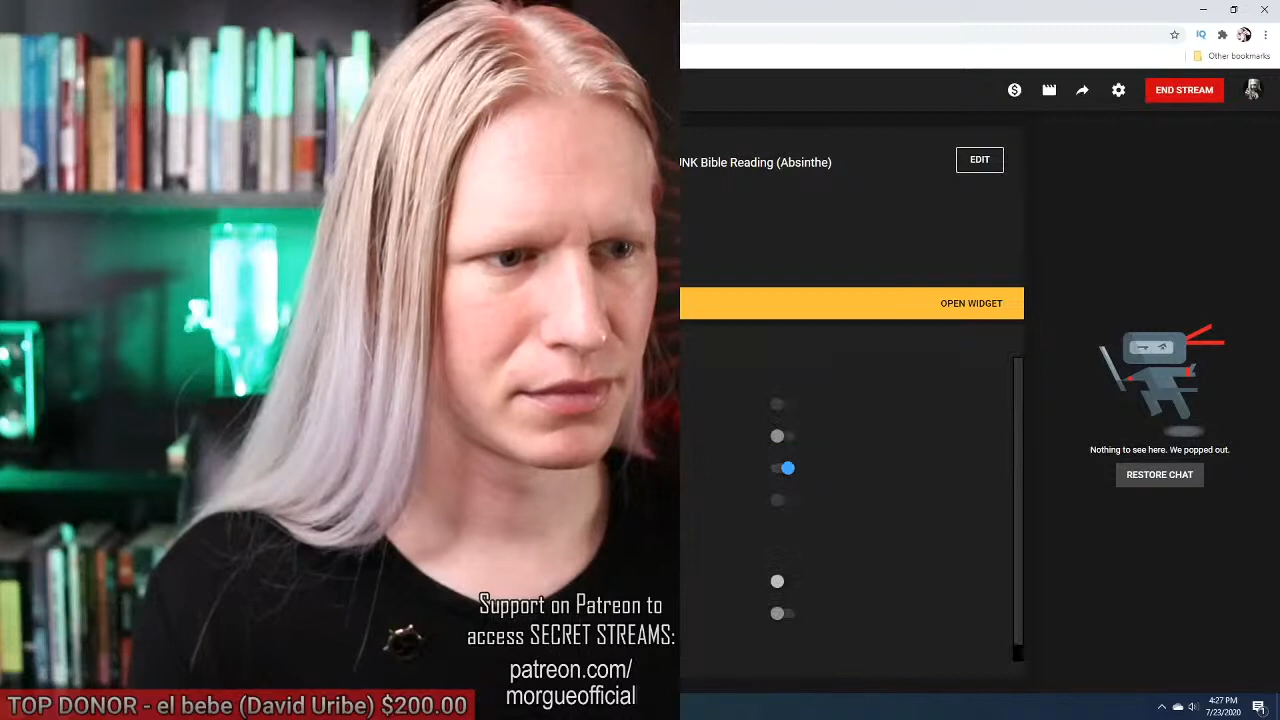 Other bookmarks
END STREAM
NK Bible Reading (Absinthe)
EDIT
OPEN WIDGET
Nothing to see here. We popped out.
RESTORE CHAT
Support on Patreon to
access SECRET STREAMS:
patreon.com/
morgueofficial
TOP DONOR - el bebe (David Uribe) $200.00
4:27 PM
7/23/2020
IQ